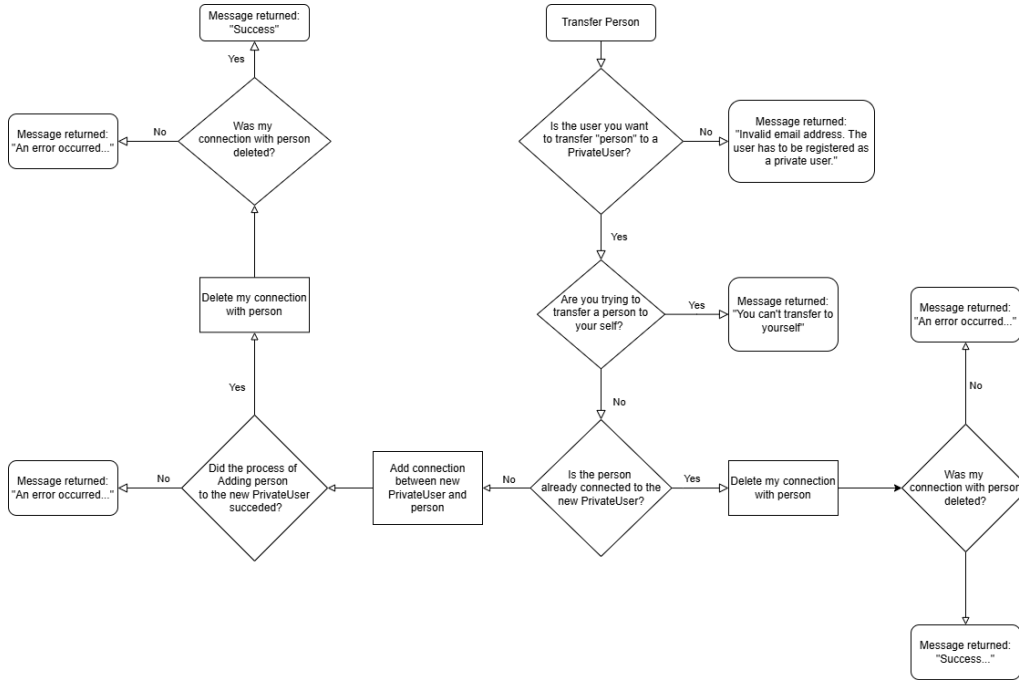 Message returned:
"Success"
Transfer Person
Yes
Was my
connection with person
deleted?
No
Message returned:
"An error occurred..."
Is the user you want
to transfer "person" to a
PrivateUser?
No
Message returned:
"Invalid email address. The
user has to be registered as
a private user."
Yes
Delete my connection
with person
Are you trying to
transfer a person to
your self?
Yes
Message returned:
"You can't transfer to
yourself"
Message returned:
"An error occurred..."
No
Yes
No
Message returned:
"An error occurred..."
No
Did the process of
Adding person
to the new PrivateUser
succeded?
Add connection
between new
PrivateUser and
person
No
Is the person
already connected to the
new PrivateUser?
Yes
Delete my connection
with person
Was my
connection with person
deleted?
Message returned:
"Success..."